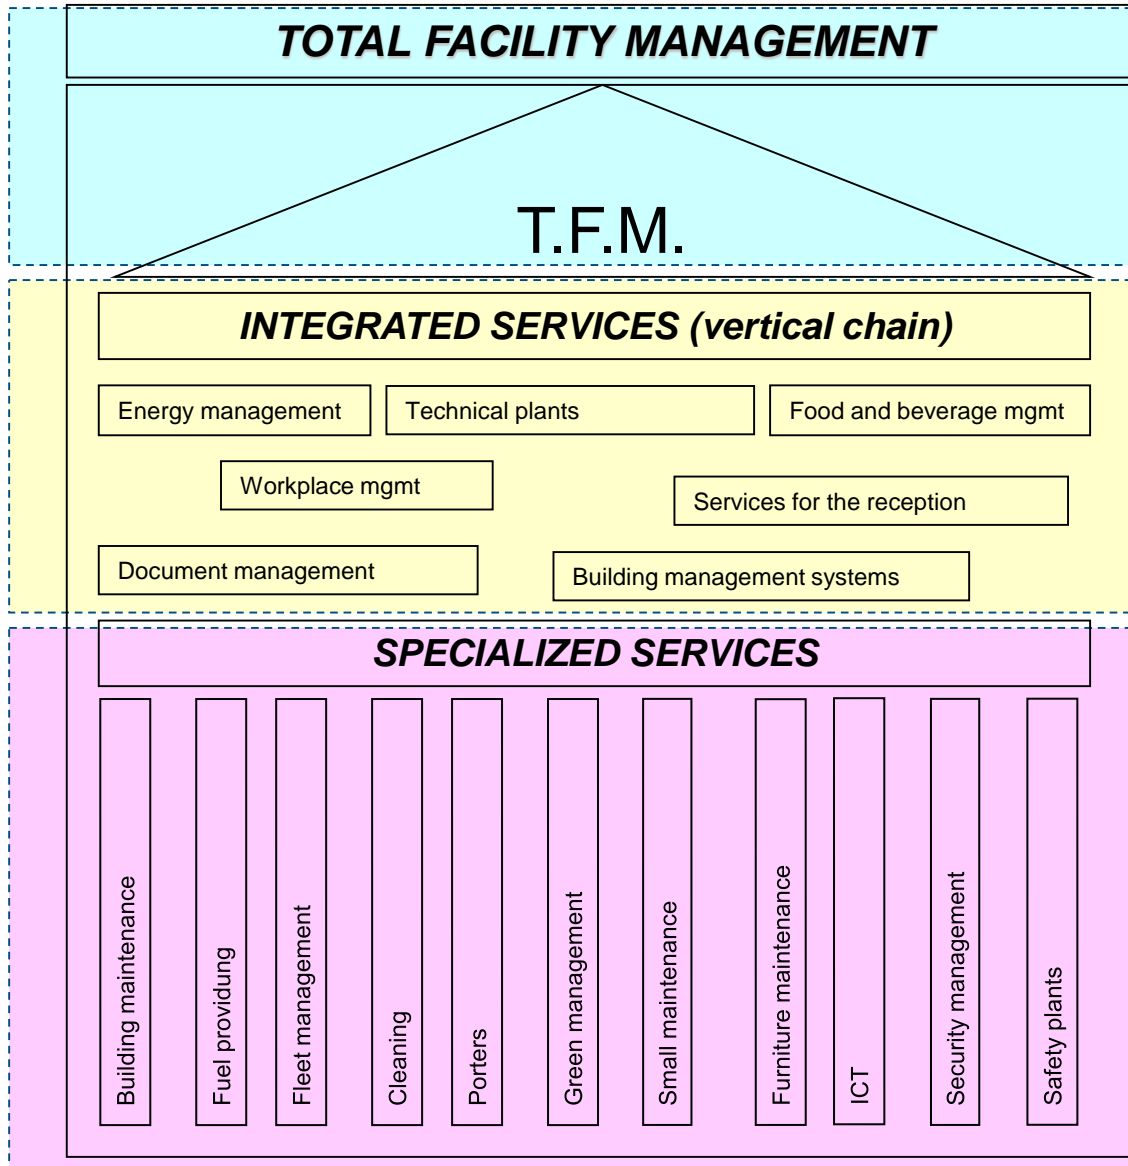 TOTAL FACILITY MANAGEMENT
T.F.M.
INTEGRATED SERVICES (vertical chain)
Energy management
Technical plants
Food and beverage mgmt
Workplace mgmt
Services for the reception
Document management
Building management systems
SPECIALIZED SERVICES
Building maintenance
Fuel providung
Fleet management
Cleaning
Porters
Green management
Small maintenance
Furniture maintenance
ICT
Security management
Safety plants